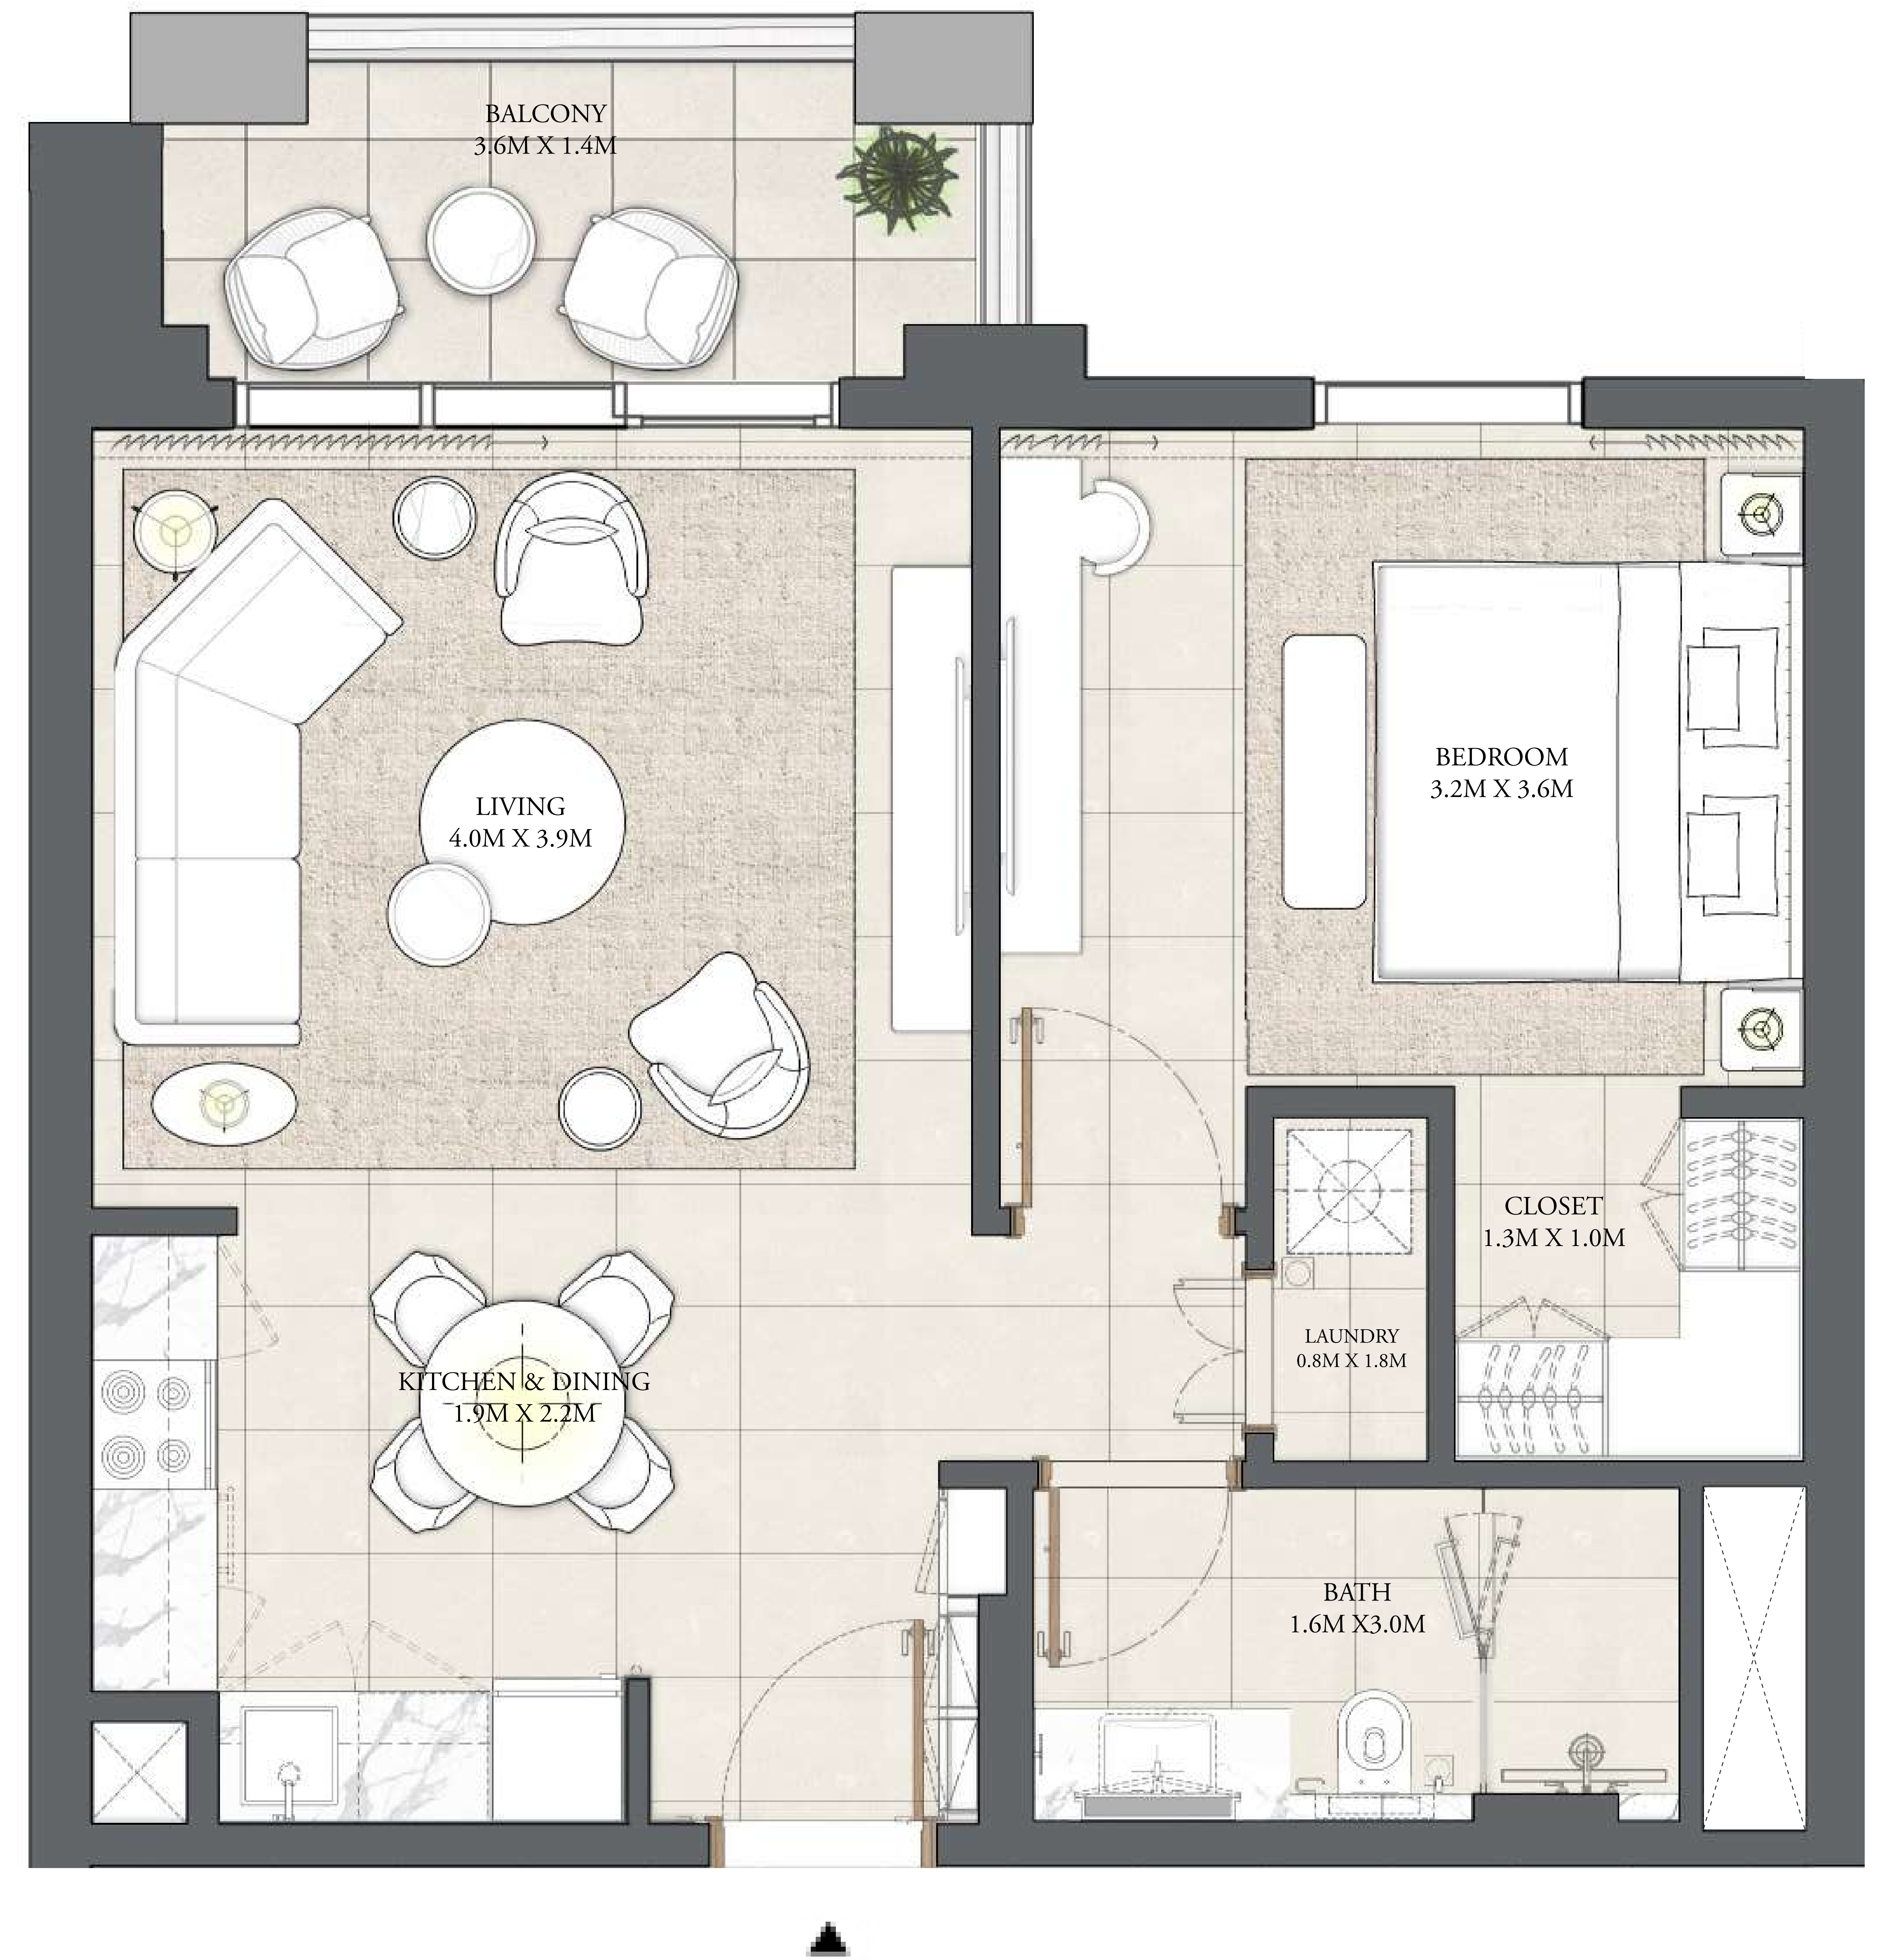 BALCONY
3.6M X 1.4M
LIVING
4.0M X 3.9M
BEDROOM
3.2M X 3.6M
CLOSET
1.3M X 1.0M
LAUNDRY
0.8M X 1.8M
KITCHEN & DINING
1.9M X 2.2M
BATH
1.6M X3.0M